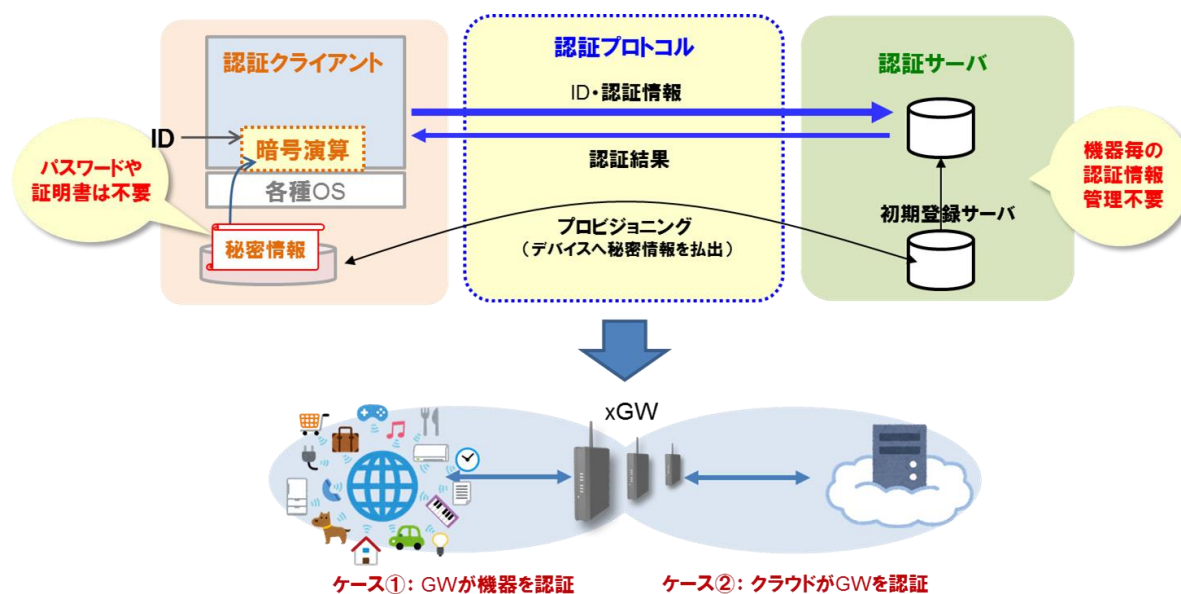 認証クライアント
ID
暗号演算
各種OS
パスワードや
証明書は不要
秘密情報
認証プロトコル
ID・認証情報
認証結果
プロビジョニング
（デバイスへ秘密情報を払出）
認証サーバ
初期登録サーバ
機器毎の
認証情報
管理不要
xGW
ケース①： GWが機器を認証
ケース②： クラウドがGWを認証